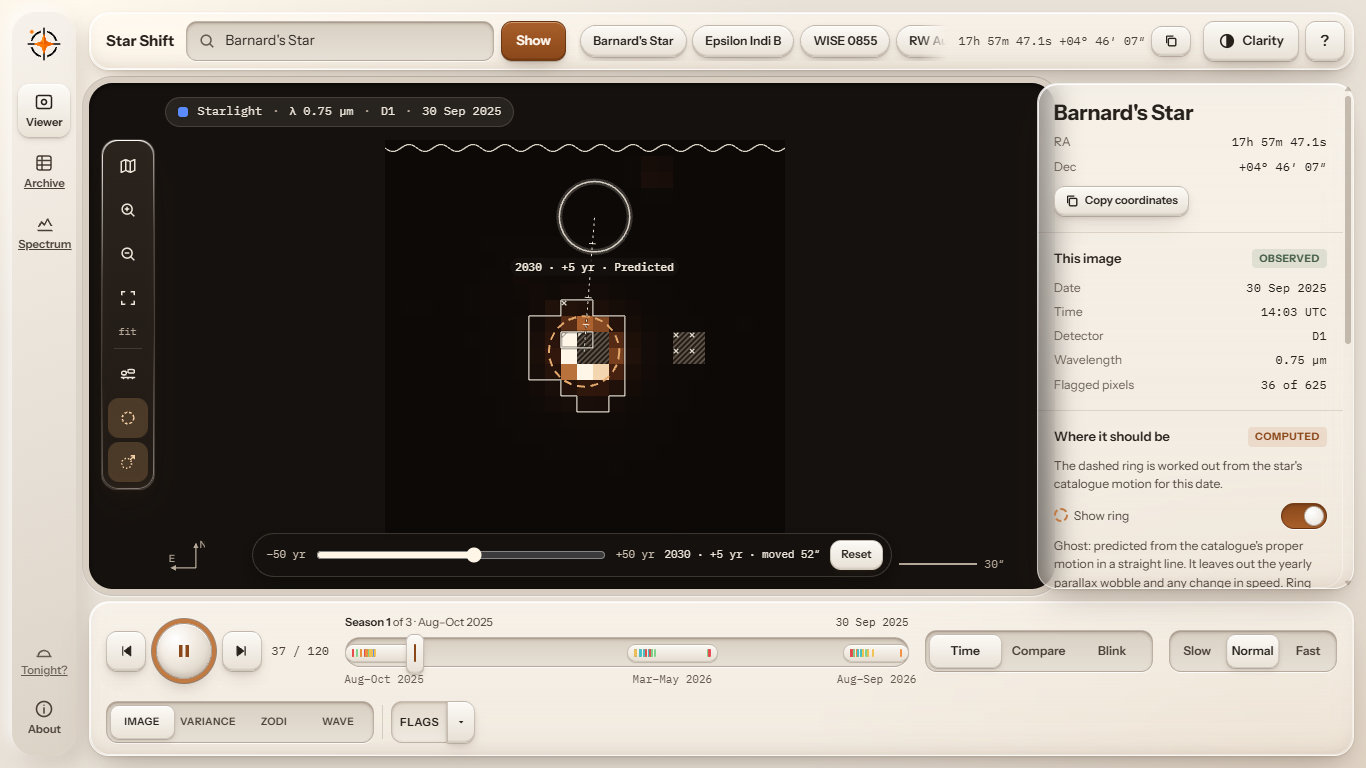 Star Shift
Barnard's Star
Show
Barnard's Star
Epsilon Indi B
WISE 0855
RW
17h 57m 47.1s +04° 46′ 07″
Clarity
?
Viewer
Archive
Spectrum
Tonight?
About
Starlight · λ 0.75 µm · D1 · 30 Sep 2025
fit
2030 · +5 yr · Predicted
N
E
−50 yr
+50 yr
2030 · +5 yr · moved 52″
Reset
30″
Barnard's Star
RA 17h 57m 47.1s
Dec +04° 46′ 07″
Copy coordinates
This image OBSERVED
Date 30 Sep 2025
Time 14:03 UTC
Detector D1
Wavelength 0.75 µm
Flagged pixels 36 of 625
Where it should be COMPUTED
The dashed ring is worked out from the star's
catalogue motion for this date.
Show ring
Ghost: predicted from the catalogue's proper
motion in a straight line. It leaves out the yearly
parallax wobble and any change in speed. Ring
37 / 120
Season 1 of 3 · Aug–Oct 2025
30 Sep 2025
Aug–Oct 2025
Mar–May 2026
Aug–Sep 2026
Time
Compare
Blink
Slow
Normal
Fast
IMAGE
VARIANCE
ZODI
WAVE
FLAGS